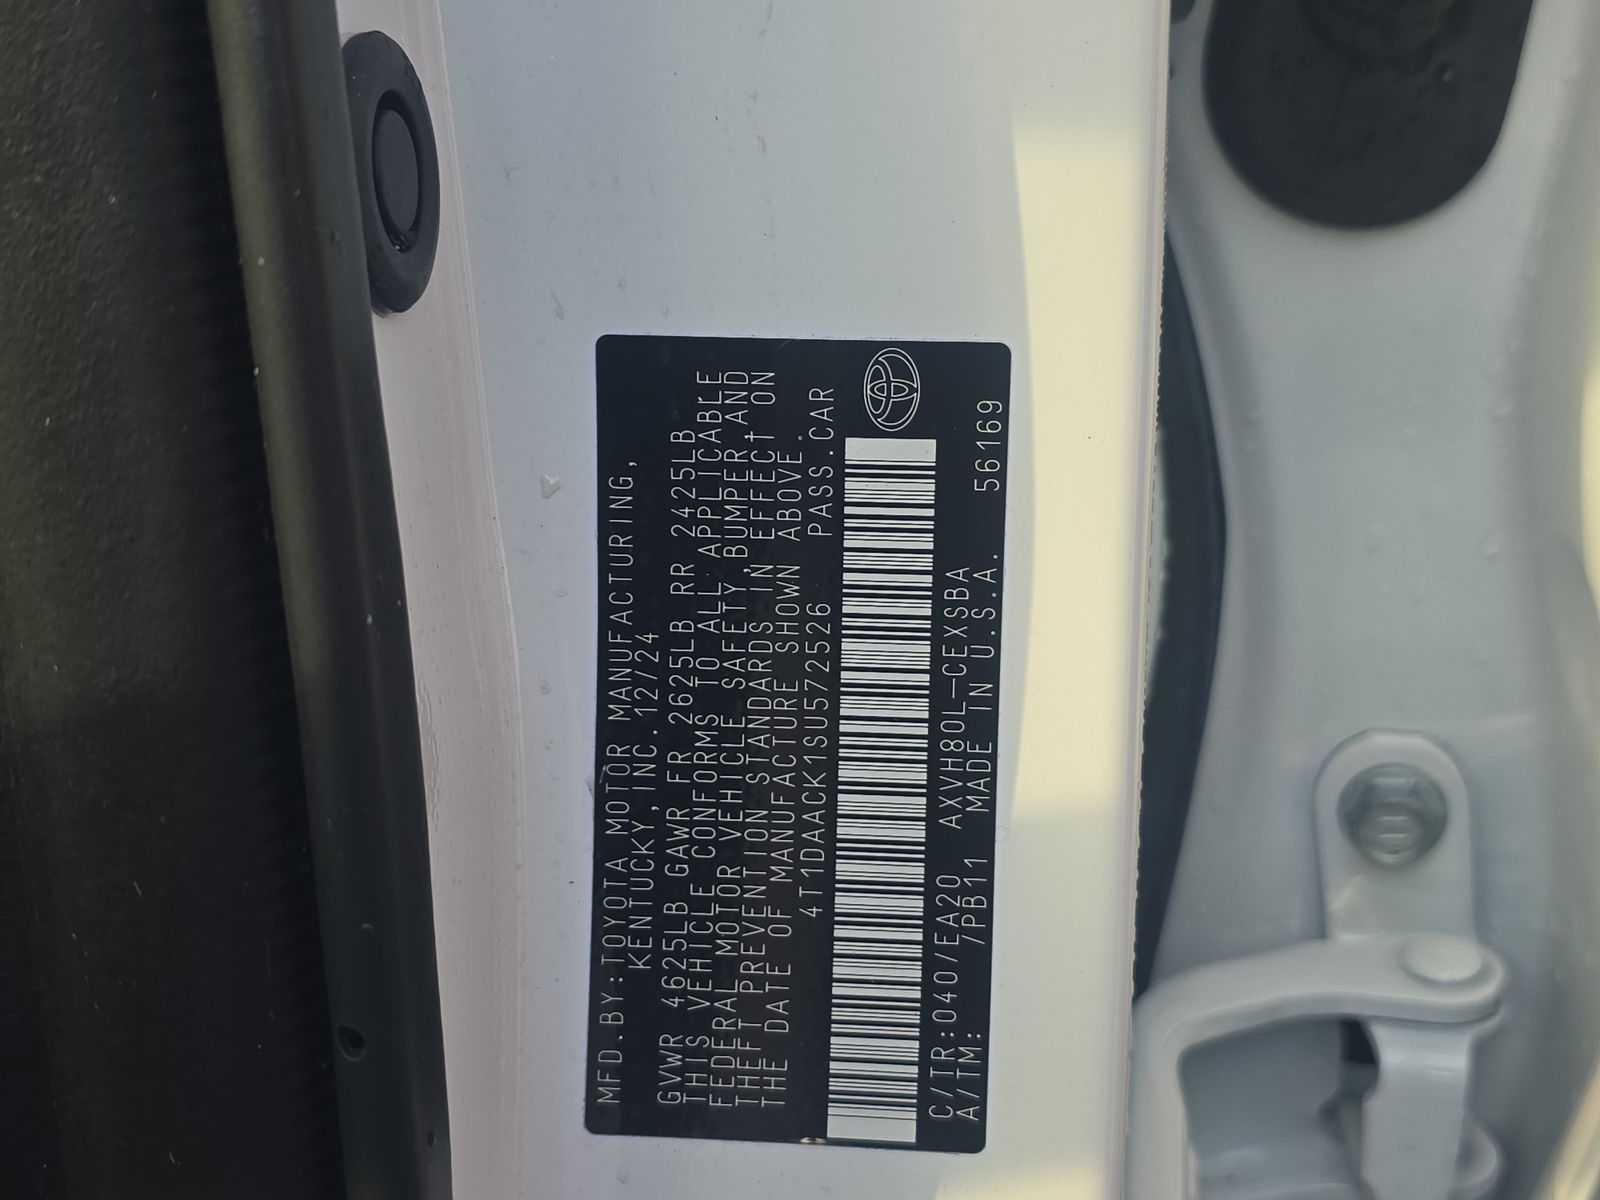 MFD.BY:TOYOTA MOTOR MANUFACTURING,
KENTUCKY,INC.12/24
GVWR 4625LB GAWR FR 2625LB RR 2425LB
THIS VEHICLE CONFORMS TO ALL APPLICABLE
FEDERAL MOTOR VEHICLE SAFETY,BUMPER,AND
THEFT PREVENTION STANDARDS IN EFFECT ON
THE DATE OF MANUFACTURE SHOWN ABOVE.
4T1DAACK1SU572526 PASS.CAR
C/TR:040/EA20 AXVH80L-CEXSBA
A/TM: /PB11 MADE IN U.S.A. 56169